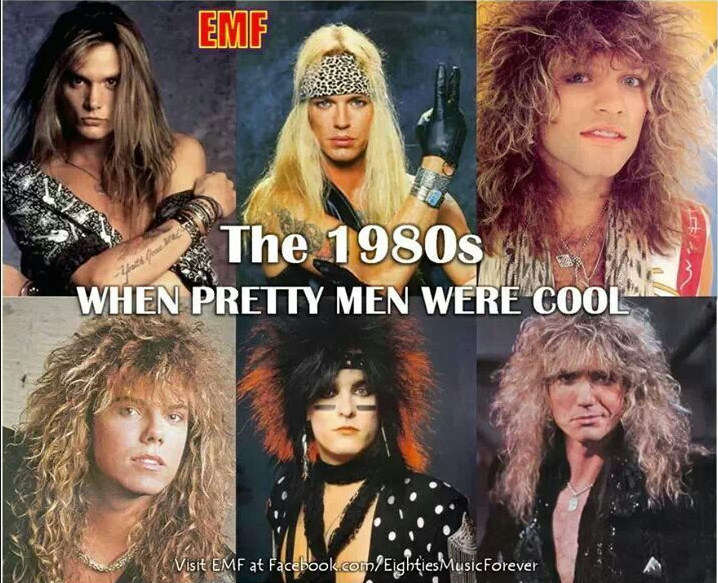 EMF
The 1980s
WHEN PRETTY MEN WERE COOL
Visit EMF at Facebook.com/EightiesMusicForever